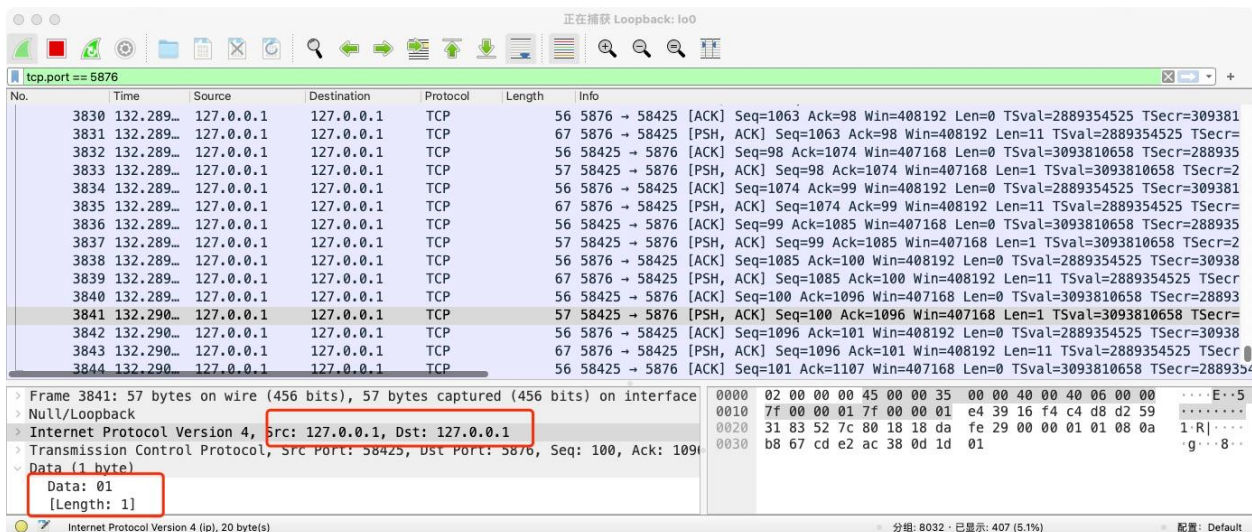 正在捕获 Loopback: lo0
tcp.port == 5876
No. Time Source Destination Protocol Length Info
3830 132.289… 127.0.0.1 127.0.0.1 TCP 56 5876 → 58425 [ACK] Seq=1063 Ack=98 Win=408192 Len=0 TSval=2889354525 TSecr=309381
3831 132.289… 127.0.0.1 127.0.0.1 TCP 67 5876 → 58425 [PSH, ACK] Seq=1063 Ack=98 Win=408192 Len=11 TSval=2889354525 TSecr=
3832 132.289… 127.0.0.1 127.0.0.1 TCP 56 58425 → 5876 [ACK] Seq=98 Ack=1074 Win=407168 Len=0 TSval=3093810658 TSecr=288935
3833 132.289… 127.0.0.1 127.0.0.1 TCP 57 58425 → 5876 [PSH, ACK] Seq=98 Ack=1074 Win=407168 Len=1 TSval=3093810658 TSecr=2
3834 132.289… 127.0.0.1 127.0.0.1 TCP 56 5876 → 58425 [ACK] Seq=1074 Ack=99 Win=408192 Len=0 TSval=2889354525 TSecr=309381
3835 132.289… 127.0.0.1 127.0.0.1 TCP 67 5876 → 58425 [PSH, ACK] Seq=1074 Ack=99 Win=408192 Len=11 TSval=2889354525 TSecr=
3836 132.289… 127.0.0.1 127.0.0.1 TCP 56 58425 → 5876 [ACK] Seq=99 Ack=1085 Win=407168 Len=0 TSval=3093810658 TSecr=288935
3837 132.289… 127.0.0.1 127.0.0.1 TCP 57 58425 → 5876 [PSH, ACK] Seq=99 Ack=1085 Win=407168 Len=1 TSval=3093810658 TSecr=2
3838 132.289… 127.0.0.1 127.0.0.1 TCP 56 5876 → 58425 [ACK] Seq=1085 Ack=100 Win=408192 Len=0 TSval=2889354525 TSecr=30938
3839 132.289… 127.0.0.1 127.0.0.1 TCP 67 5876 → 58425 [PSH, ACK] Seq=1085 Ack=100 Win=408192 Len=11 TSval=2889354525 TSecr
3840 132.289… 127.0.0.1 127.0.0.1 TCP 56 58425 → 5876 [ACK] Seq=100 Ack=1096 Win=407168 Len=0 TSval=3093810658 TSecr=28893
3841 132.290… 127.0.0.1 127.0.0.1 TCP 57 58425 → 5876 [PSH, ACK] Seq=100 Ack=1096 Win=407168 Len=1 TSval=3093810658 TSecr=
3842 132.290… 127.0.0.1 127.0.0.1 TCP 56 5876 → 58425 [ACK] Seq=1096 Ack=101 Win=408192 Len=0 TSval=2889354525 TSecr=30938
3843 132.290… 127.0.0.1 127.0.0.1 TCP 67 5876 → 58425 [PSH, ACK] Seq=1096 Ack=101 Win=408192 Len=11 TSval=2889354525 TSecr
3844 132.290… 127.0.0.1 127.0.0.1 TCP 56 58425 → 5876 [ACK] Seq=101 Ack=1107 Win=407168 Len=0 TSval=3093810658 TSecr=2889354
Frame 3841: 57 bytes on wire (456 bits), 57 bytes captured (456 bits) on interface
Null/Loopback
Internet Protocol Version 4, Src: 127.0.0.1, Dst: 127.0.0.1
Transmission Control Protocol, Src Port: 58425, Dst Port: 5876, Seq: 100, Ack: 1096
Data (1 byte)
Data: 01
[Length: 1]
0000 02 00 00 00 45 00 00 35 00 00 40 00 40 06 00 00 ····E··5
0010 7f 00 00 01 7f 00 00 01 e4 39 16 f4 c4 d8 d2 59 ········
0020 31 83 52 7c 80 18 18 da fe 29 00 00 01 01 08 0a 1·R|····
0030 b8 67 cd e2 ac 38 0d 1d 01 ·g···8··
Internet Protocol Version 4 (ip), 20 byte(s)
分组: 8032 · 已显示: 407 (5.1%)
配置: Default